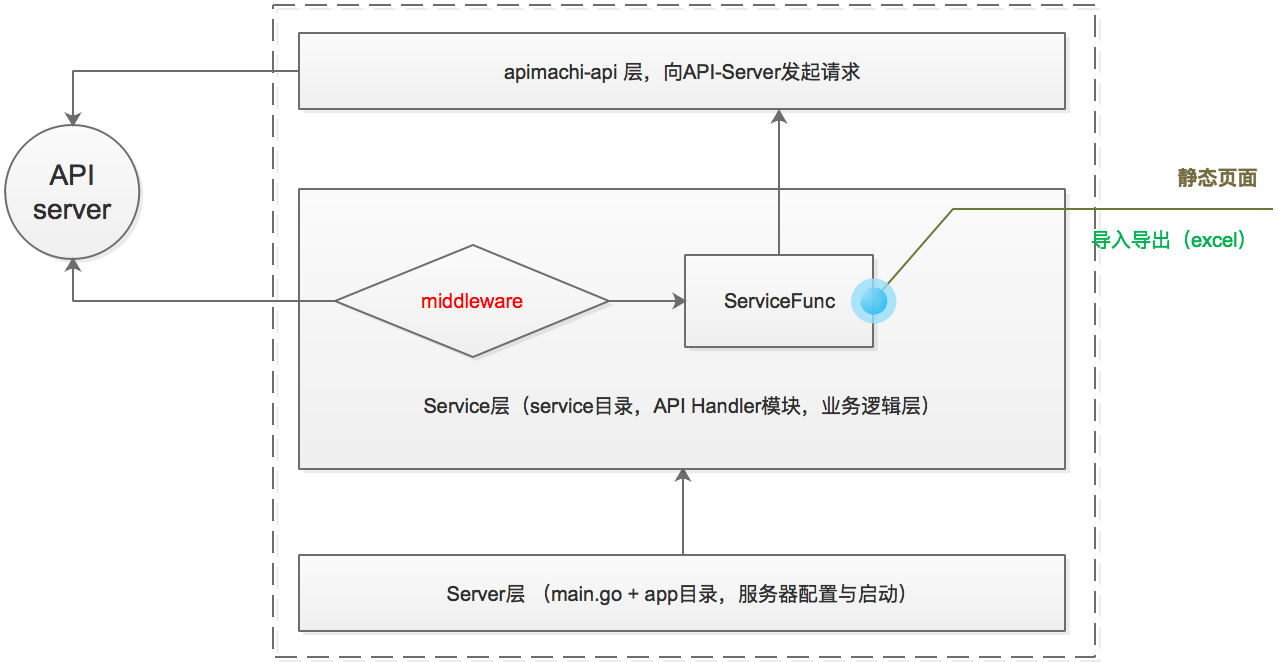 apimachi-api 层，向API-Server发起请求
API
server
静态页面
导入导出（excel）
middleware
ServiceFunc
Service层（service目录，API Handler模块，业务逻辑层）
Server层 （main.go + app目录，服务器配置与启动）